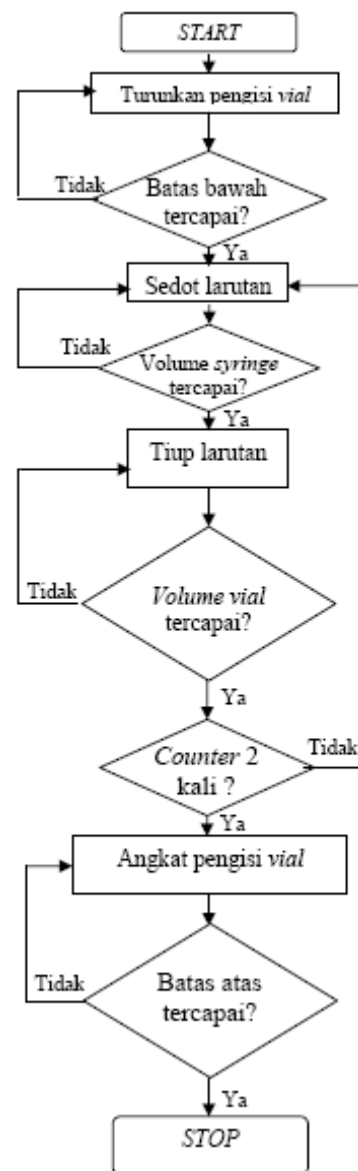 START
Turunkan pengisi vial
Tidak
Batas bawah
tercapai?
Ya
Sedot larutan
Tidak
Volume syringe
tercapai?
Ya
Tiup larutan
Tidak
Volume vial
tercapai?
Ya
Counter 2
kali ?
Tidak
Ya
Angkat pengisi vial
Tidak
Batas atas
tercapai?
Ya
STOP